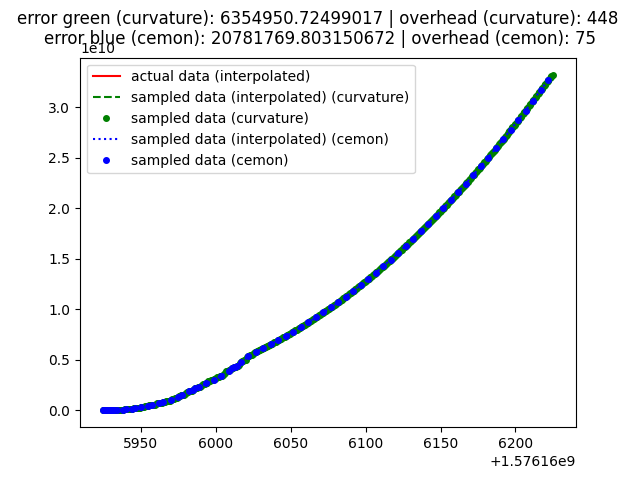 error green (curvature): 6354950.72499017 | overhead (curvature): 448
error blue (cemon): 20781769.803150672 | overhead (cemon): 75
1e10
actual data (interpolated)
sampled data (interpolated) (curvature)
sampled data (curvature)
sampled data (interpolated) (cemon)
sampled data (cemon)
3.0
2.5
2.0
1.5
1.0
0.5
0.0
5950 6000 6050 6100 6150 6200
+1.57616e9